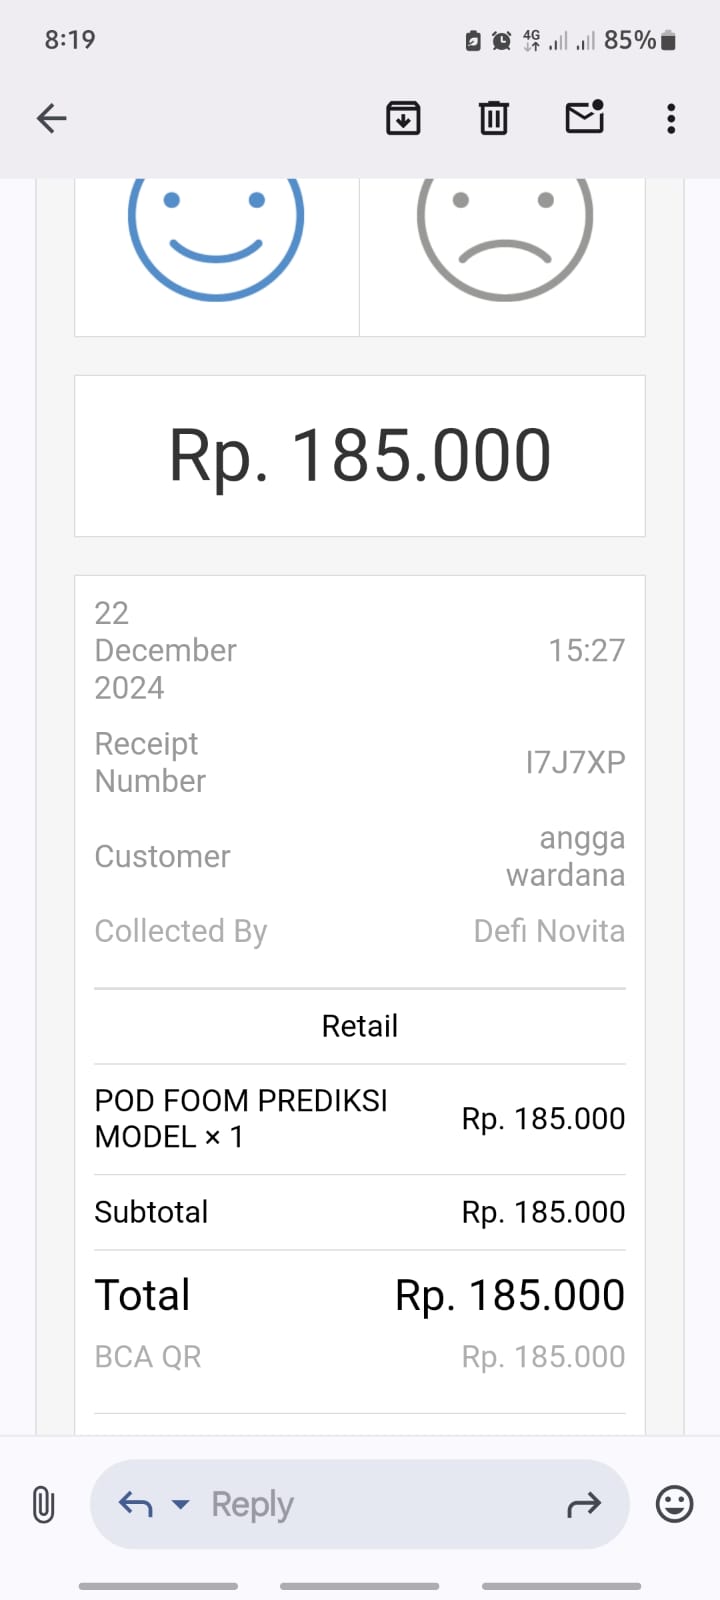 8:19
4G
85%
Rp. 185.000
22
December
2024
15:27
Receipt
Number
I7J7XP
Customer
angga
wardana
Collected By
Defi Novita
Retail
POD FOOM PREDIKSI
MODEL × 1
Rp. 185.000
Subtotal
Rp. 185.000
Total
Rp. 185.000
BCA QR
Rp. 185.000
Reply